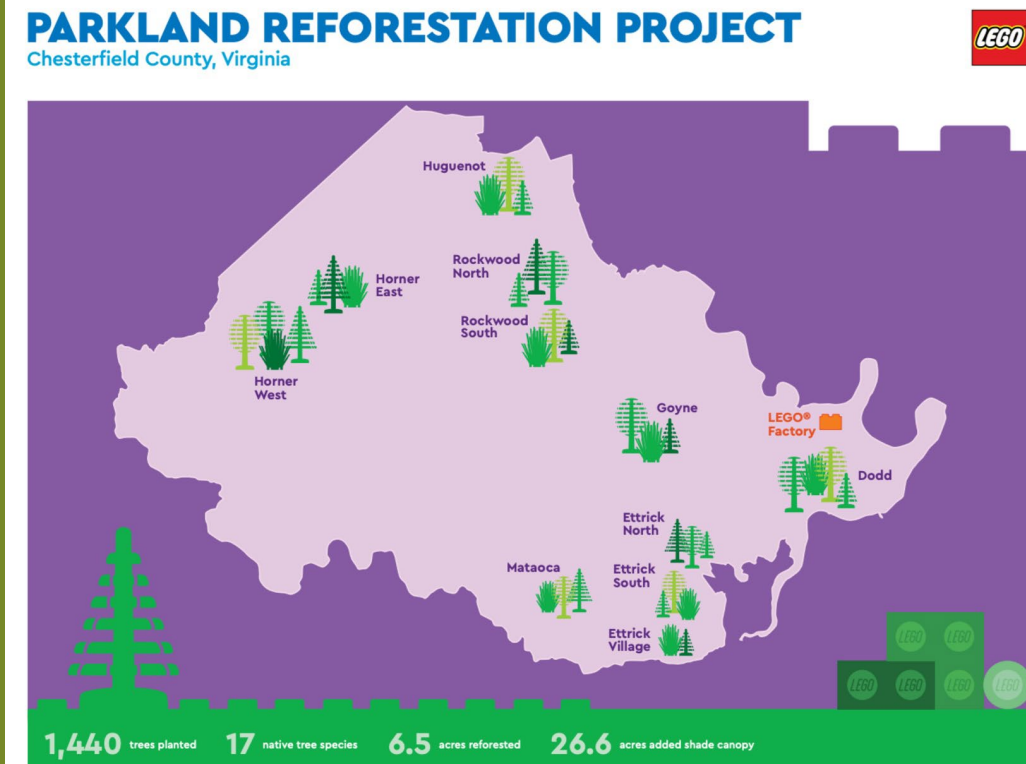 PARKLAND REFORESTATION PROJECT
Chesterfield County, Virginia
LEGO
Huguenot
Rockwood
North
Horner
East
Rockwood
South
Horner
West
Goyne
LEGO®
Factory
Dodd
Ettrick
North
Mataoca
Ettrick
South
Ettrick
Village
LEGO LEGO
LEGO LEGO LEGO LEGO
1,440 trees planted 17 native tree species 6.5 acres reforested 26.6 acres added shade canopy